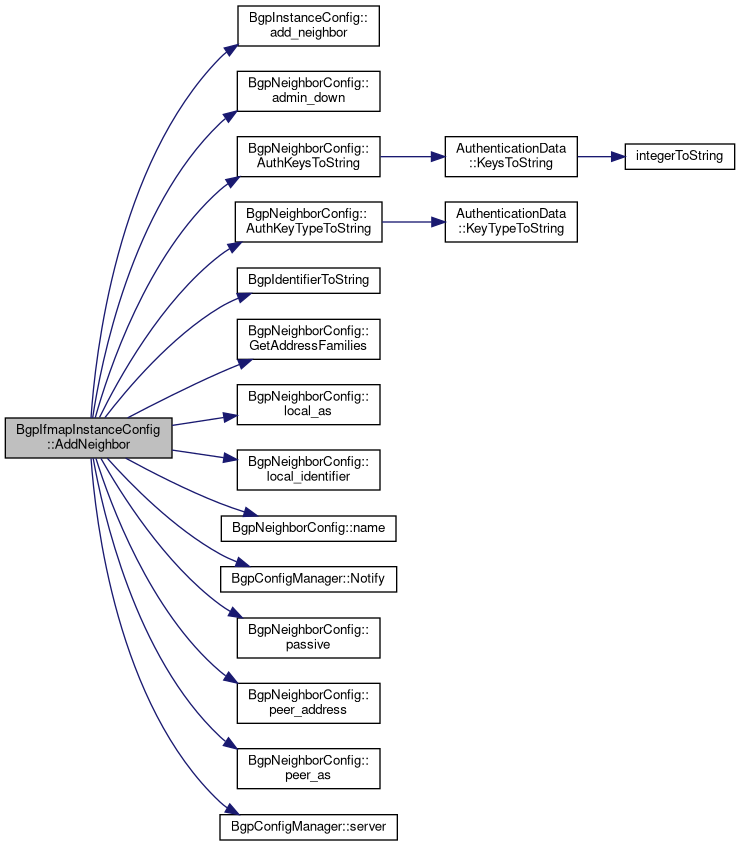 BgpIfmapInstanceConfig
::AddNeighbor
BgpInstanceConfig::
add_neighbor
BgpNeighborConfig::
admin_down
BgpNeighborConfig::
AuthKeysToString
AuthenticationData
::KeysToString
integerToString
BgpNeighborConfig::
AuthKeyTypeToString
AuthenticationData
::KeyTypeToString
BgpIdentifierToString
BgpNeighborConfig::
GetAddressFamilies
BgpNeighborConfig::
local_as
BgpNeighborConfig::
local_identifier
BgpNeighborConfig::name
BgpConfigManager::Notify
BgpNeighborConfig::
passive
BgpNeighborConfig::
peer_address
BgpNeighborConfig::
peer_as
BgpConfigManager::server